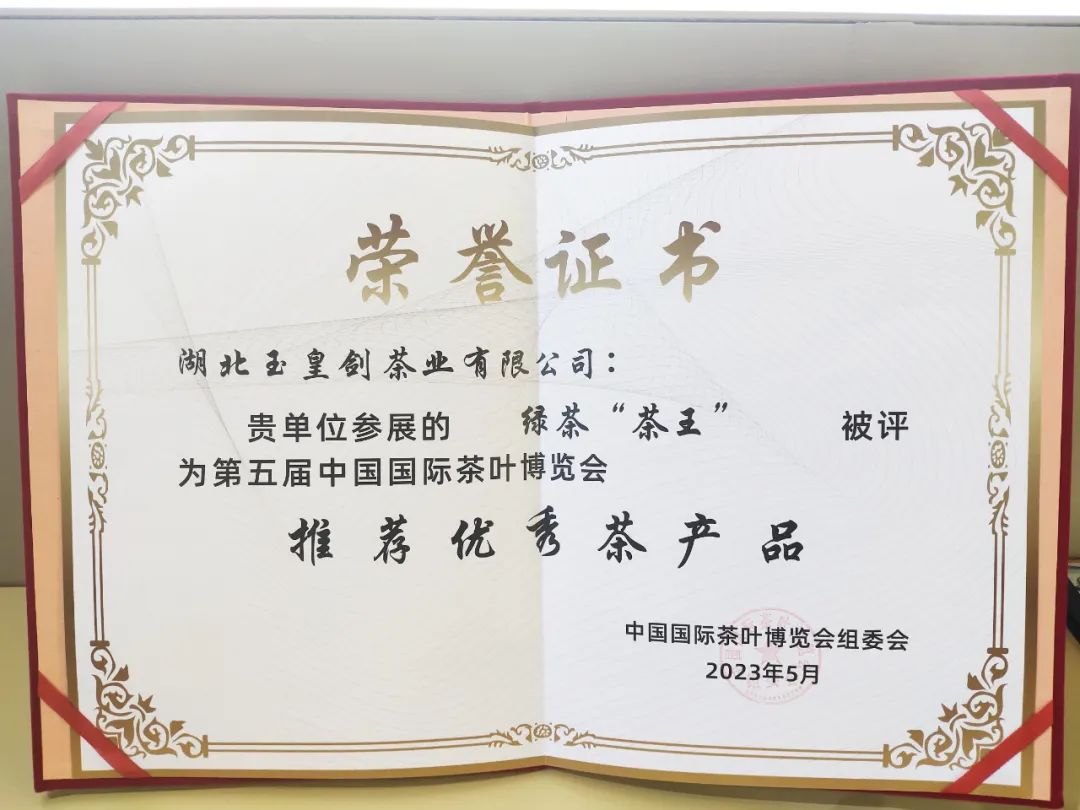 荣誉证书
湖北玉皇剑茶业有限公司：
贵单位参展的 绿茶“茶王” 被评
为第五届中国国际茶叶博览会
推荐优秀茶产品
中国国际茶叶博览会组委会
2023年5月